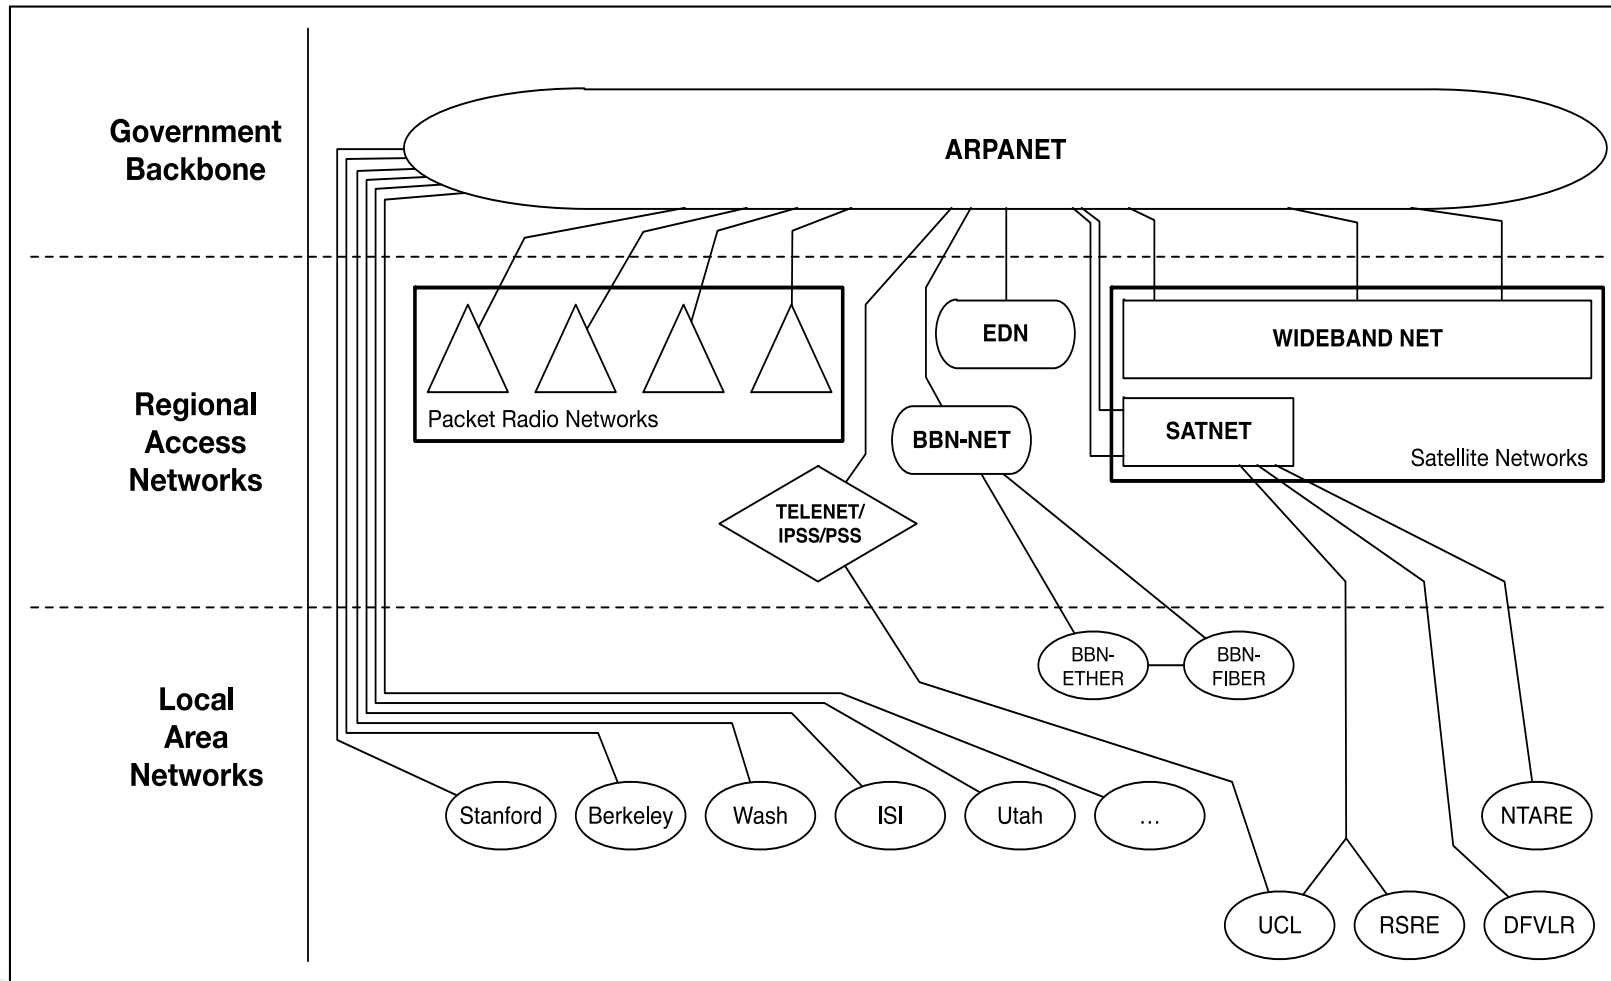 Government
Backbone
ARPANET
Regional
Access
Networks
Packet Radio Networks
EDN
WIDEBAND NET
BBN-NET
SATNET
Satellite Networks
TELENET/
IPSS/PSS
Local
Area
Networks
BBN-
ETHER
BBN-
FIBER
Stanford
Berkeley
Wash
ISI
Utah
...
NTARE
UCL
RSRE
DFVLR